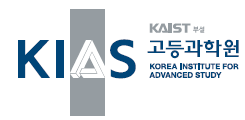 KIAS
KAIST 부설
고등과학원
KOREA INSTITUTE FOR
ADVANCED STUDY